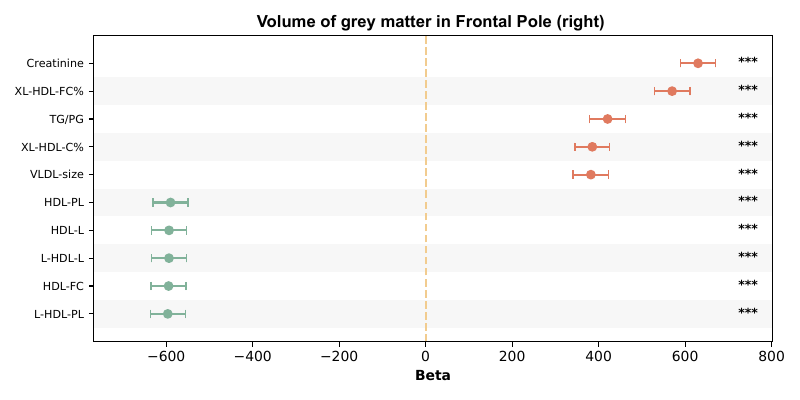 Volume of grey matter in Frontal Pole (right)
Creatinine ***
XL-HDL-FC% ***
TG/PG ***
XL-HDL-C% ***
VLDL-size ***
HDL-PL ***
HDL-L ***
L-HDL-L ***
HDL-FC ***
L-HDL-PL ***
−600 −400 −200 0 200 400 600 800
Beta